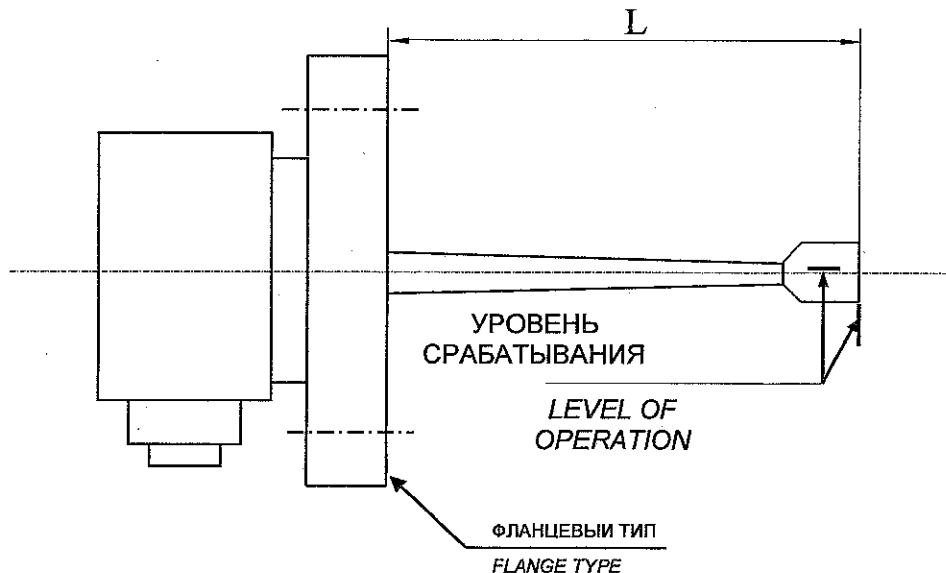 L
УРОВЕНЬ
СРАБАТЫВАНИЯ
LEVEL OF
OPERATION
ФЛАНЦЕВЫЙ ТИП
FLANGE TYPE